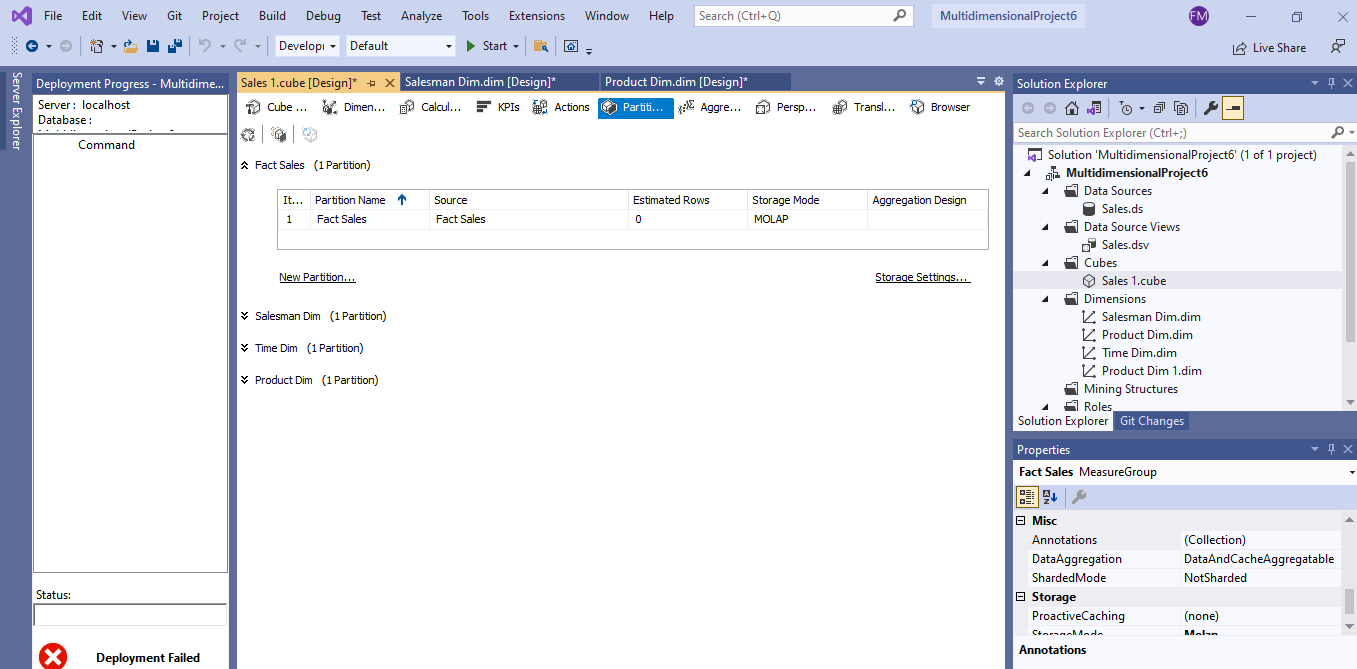 File Edit View Git Project Build Debug Test Analyze Tools Extensions Window Help Search (Ctrl+Q) MultidimensionalProject6 FM
Developı Default Start Live Share
Server Explorer
Deployment Progress - Multidime...
Server : localhost
Database :
Command
Status:
Deployment Failed
Sales 1.cube [Design]* Salesman Dim.dim [Design]* Product Dim.dim [Design]*
Cube ... Dimen... Calcul... KPIs Actions Partiti... Aggre... Persp... Transl... Browser
Fact Sales (1 Partition)
It... Partition Name Source Estimated Rows Storage Mode Aggregation Design
1 Fact Sales Fact Sales 0 MOLAP
New Partition... Storage Settings...
Salesman Dim (1 Partition)
Time Dim (1 Partition)
Product Dim (1 Partition)
Solution Explorer
Search Solution Explorer (Ctrl+;)
Solution 'MultidimensionalProject6' (1 of 1 project)
MultidimensionalProject6
Data Sources
Sales.ds
Data Source Views
Sales.dsv
Cubes
Sales 1.cube
Dimensions
Salesman Dim.dim
Product Dim.dim
Time Dim.dim
Product Dim 1.dim
Mining Structures
Roles
Solution Explorer Git Changes
Properties
Fact Sales MeasureGroup
Misc
Annotations (Collection)
DataAggregation DataAndCacheAggregatable
ShardedMode NotSharded
Storage
ProactiveCaching (none)
StorageMode Molap
Annotations